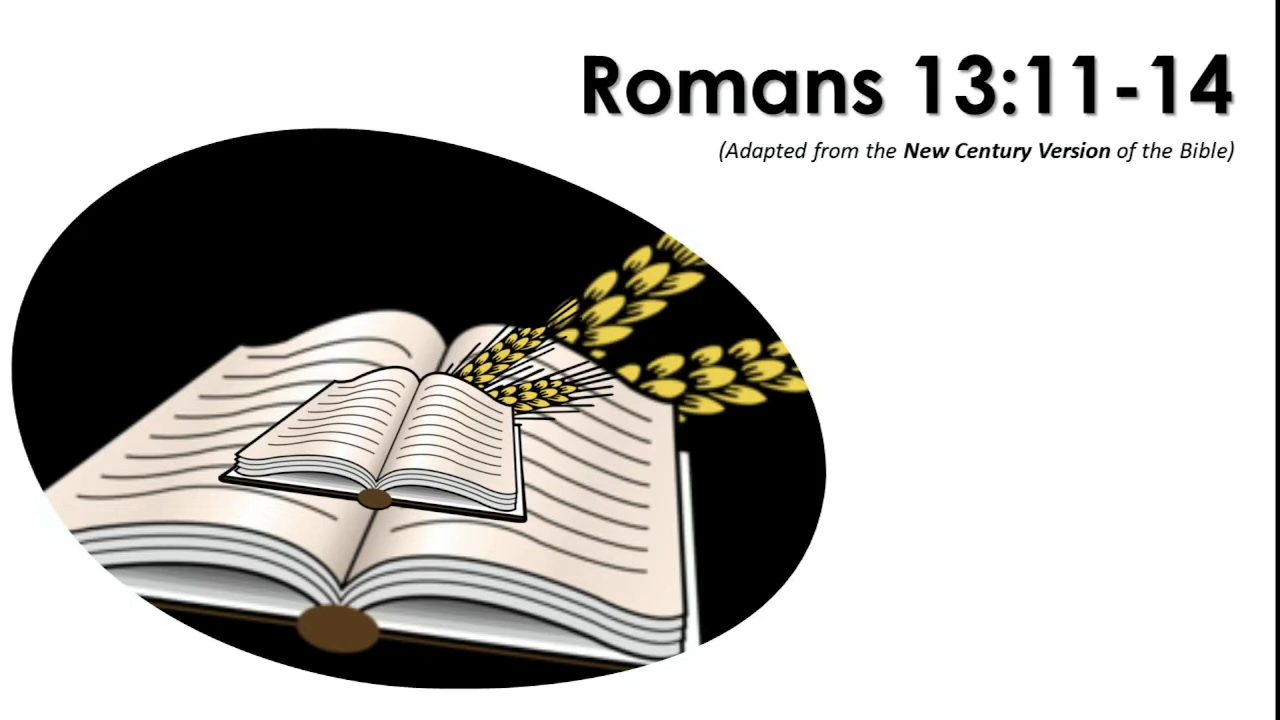 Romans 13:11-14
(Adapted from the New Century Version of the Bible)